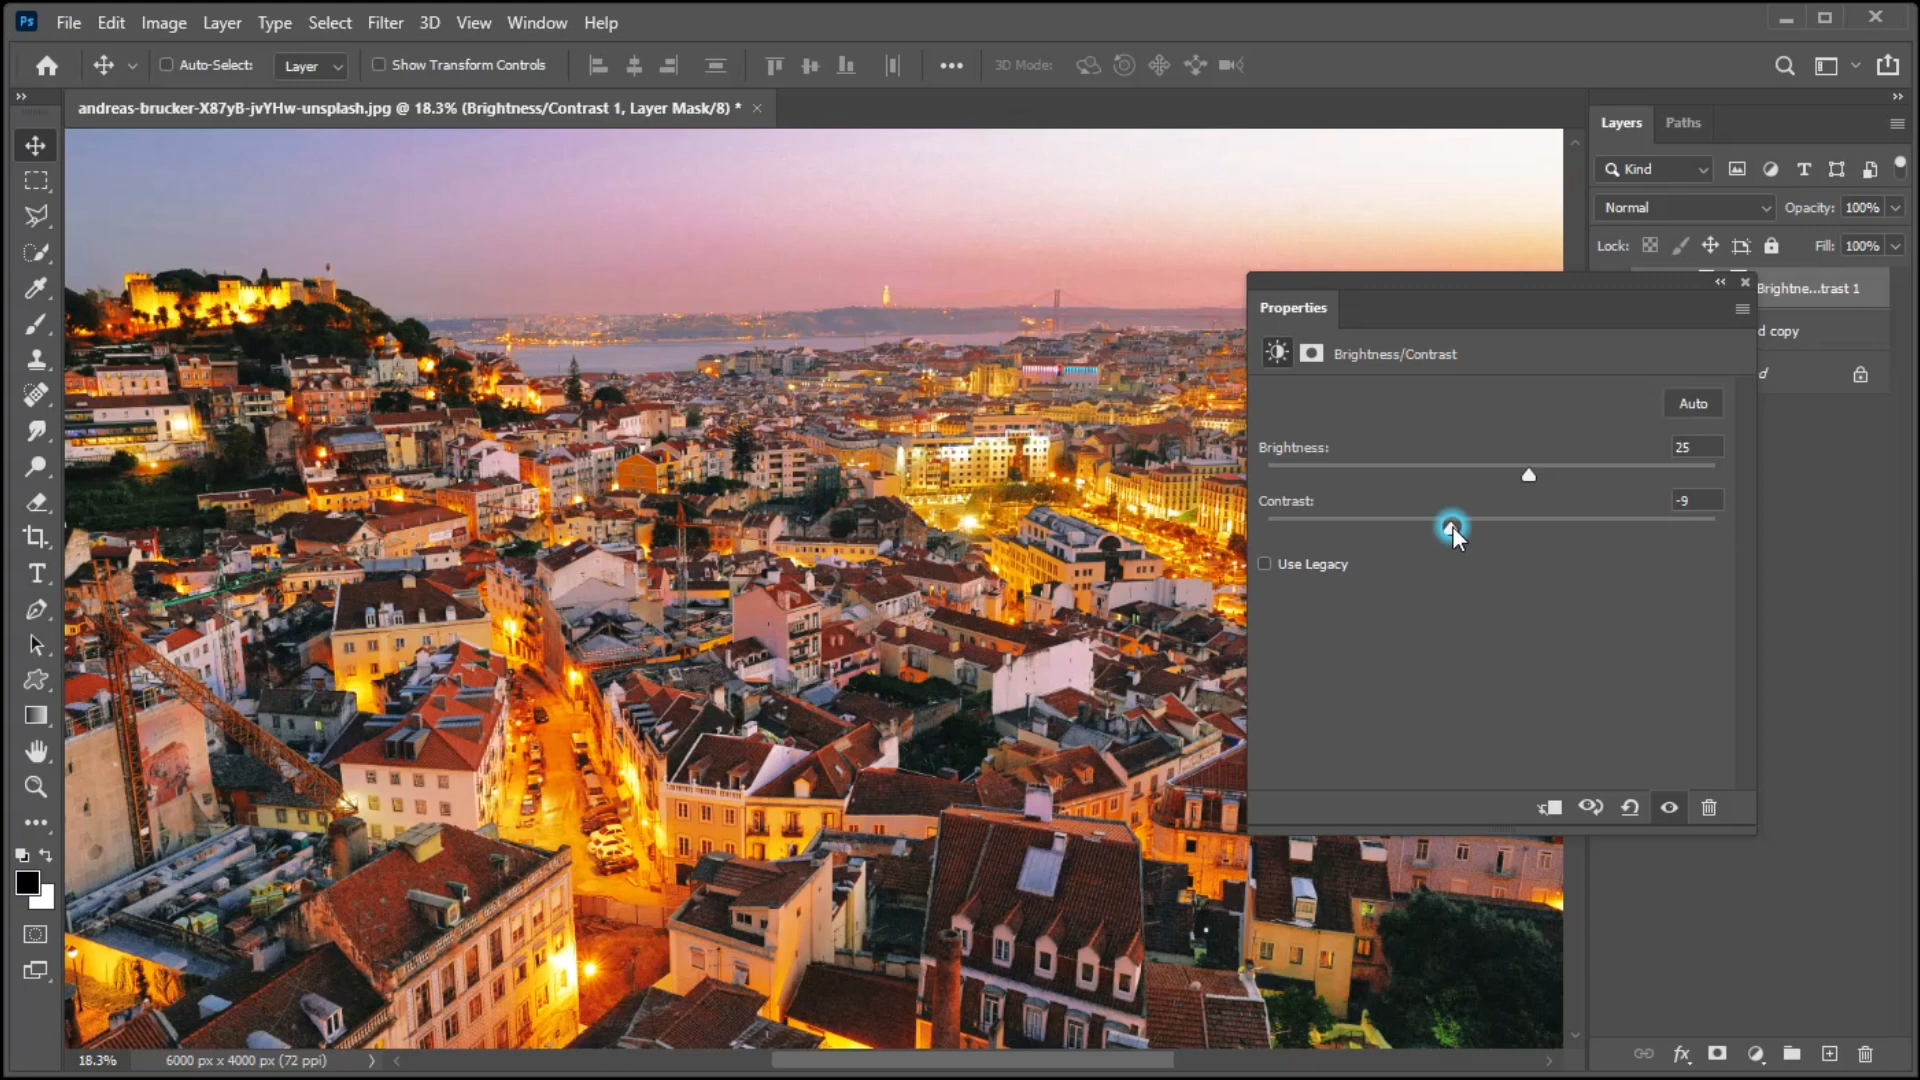 Ps File Edit Image Layer Type Select Filter 3D View Window Help
Auto-Select: Layer Show Transform Controls 3D Mode:
andreas-brucker-X87yB-jvYHw-unsplash.jpg @ 18.3% (Brightness/Contrast 1, Layer Mask/8) *
Layers Paths
Kind
Normal Opacity: 100%
Lock: Fill: 100%
Brightne...trast 1
Properties
d copy
Brightness/Contrast
d
Auto
Brightness: 25
Contrast: -9
Use Legacy
18.3% 6000 px x 4000 px (72 ppi)
fx